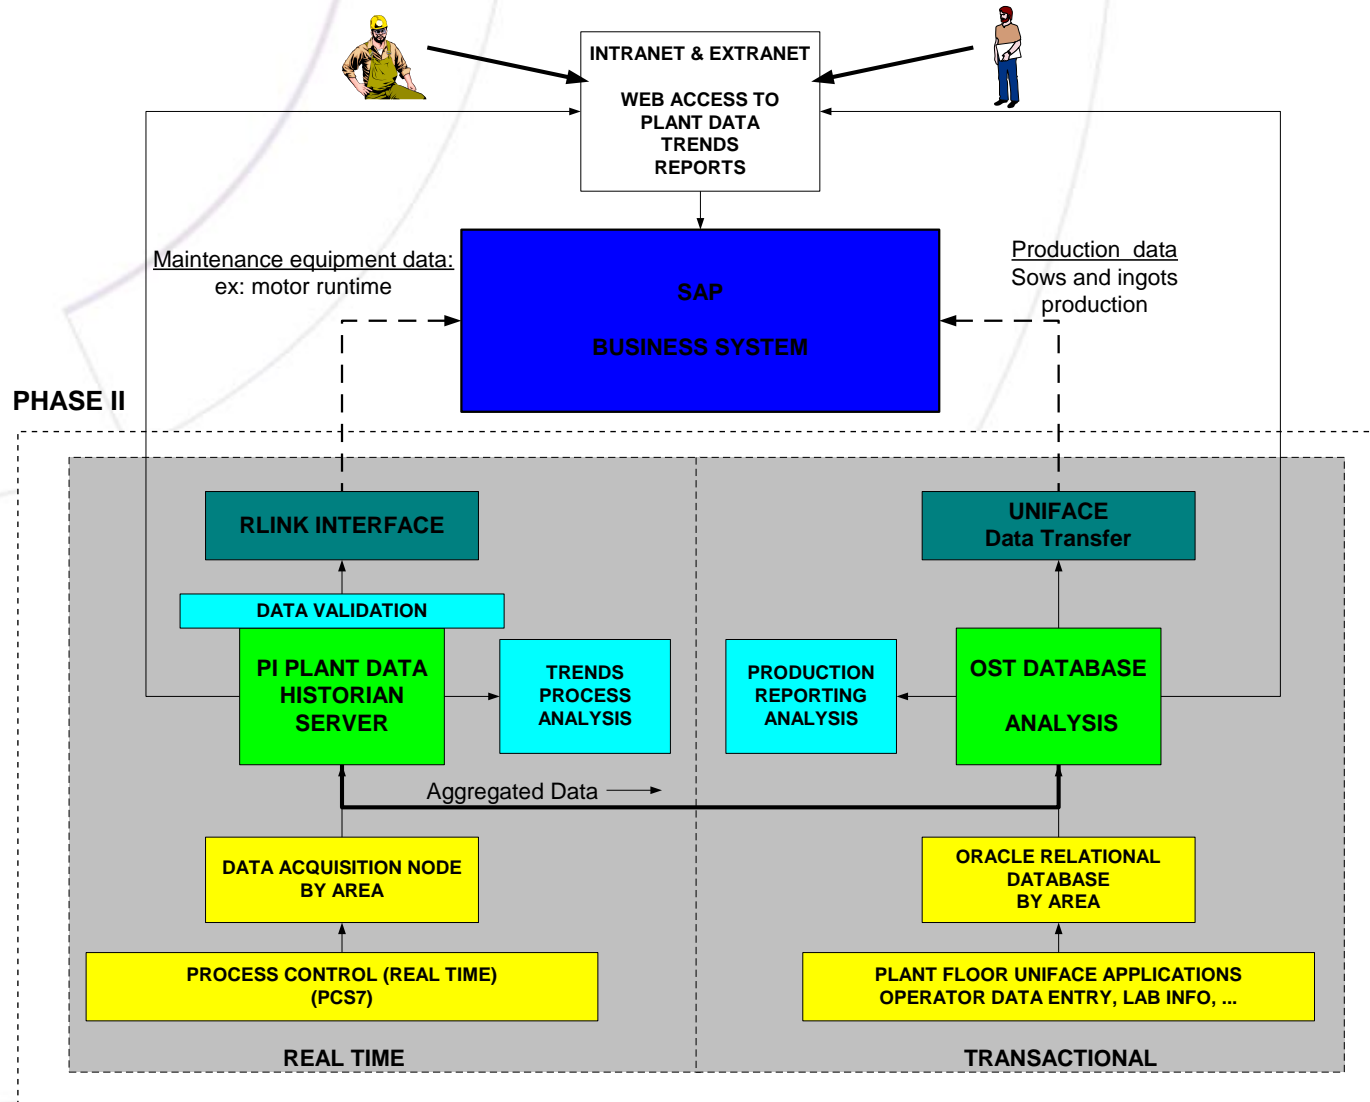 INTRANET & EXTRANET
WEB ACCESS TO
PLANT DATA
TRENDS
REPORTS
Maintenance equipment data:
ex: motor runtime
Production data
Sows and ingots
production
SAP
BUSINESS SYSTEM
PHASE II
RLINK INTERFACE
UNIFACE
Data Transfer
DATA VALIDATION
PI PLANT DATA
HISTORIAN
SERVER
TRENDS
PROCESS
ANALYSIS
PRODUCTION
REPORTING
ANALYSIS
OST DATABASE
ANALYSIS
Aggregated Data
DATA ACQUISITION NODE
BY AREA
ORACLE RELATIONAL
DATABASE
BY AREA
PROCESS CONTROL (REAL TIME)
(PCS7)
PLANT FLOOR UNIFACE APPLICATIONS
OPERATOR DATA ENTRY, LAB INFO, ...
REAL TIME
TRANSACTIONAL